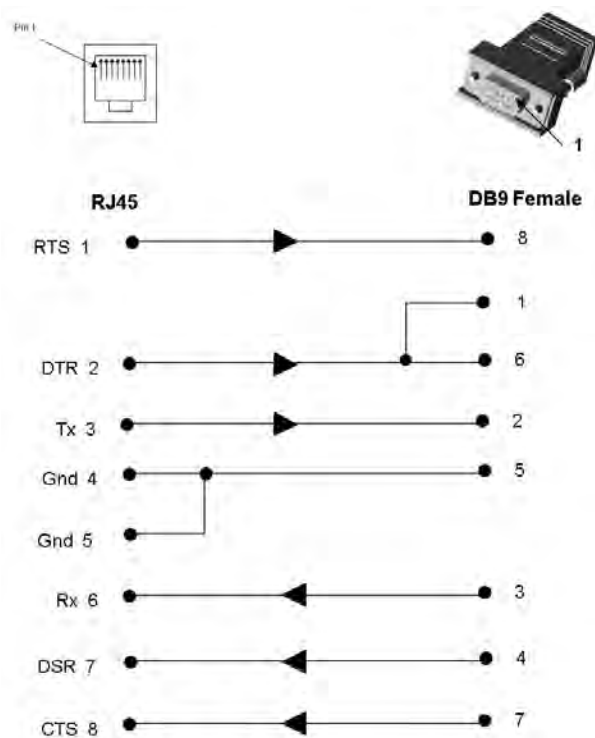 Pin 1
1
RJ45
DB9 Female
RTS 1
8
1
DTR 2
6
Tx 3
2
Gnd 4
5
Gnd 5
Rx 6
3
DSR 7
4
CTS 8
7